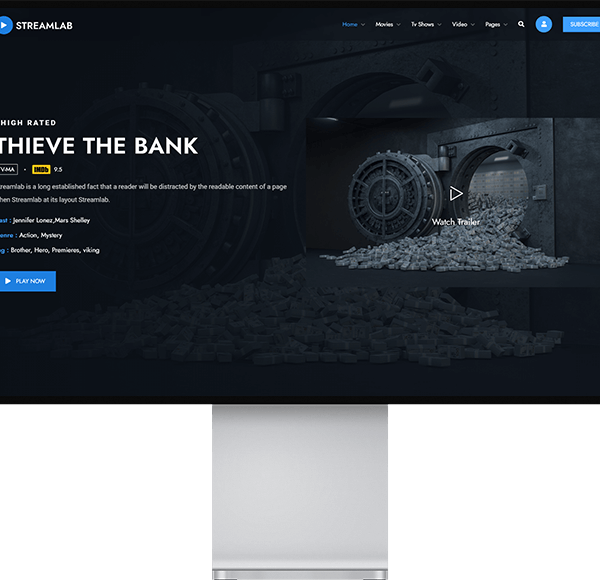 STREAMLAB
Home Movies Tv Shows Video Pages SUBSCRIBE
HIGH RATED
THIEVE THE BANK
TV-MA • IMDb 9.5
treamlab is a long established fact that a reader will be distracted by the readable content of a page
hen Streamlab at its layout Streamlab.
ast : Jennifer Lonez,Mars Shelley
enre : Action, Mystery
ag : Brother, Hero, Premieres, viking
PLAY NOW
Watch Trailer